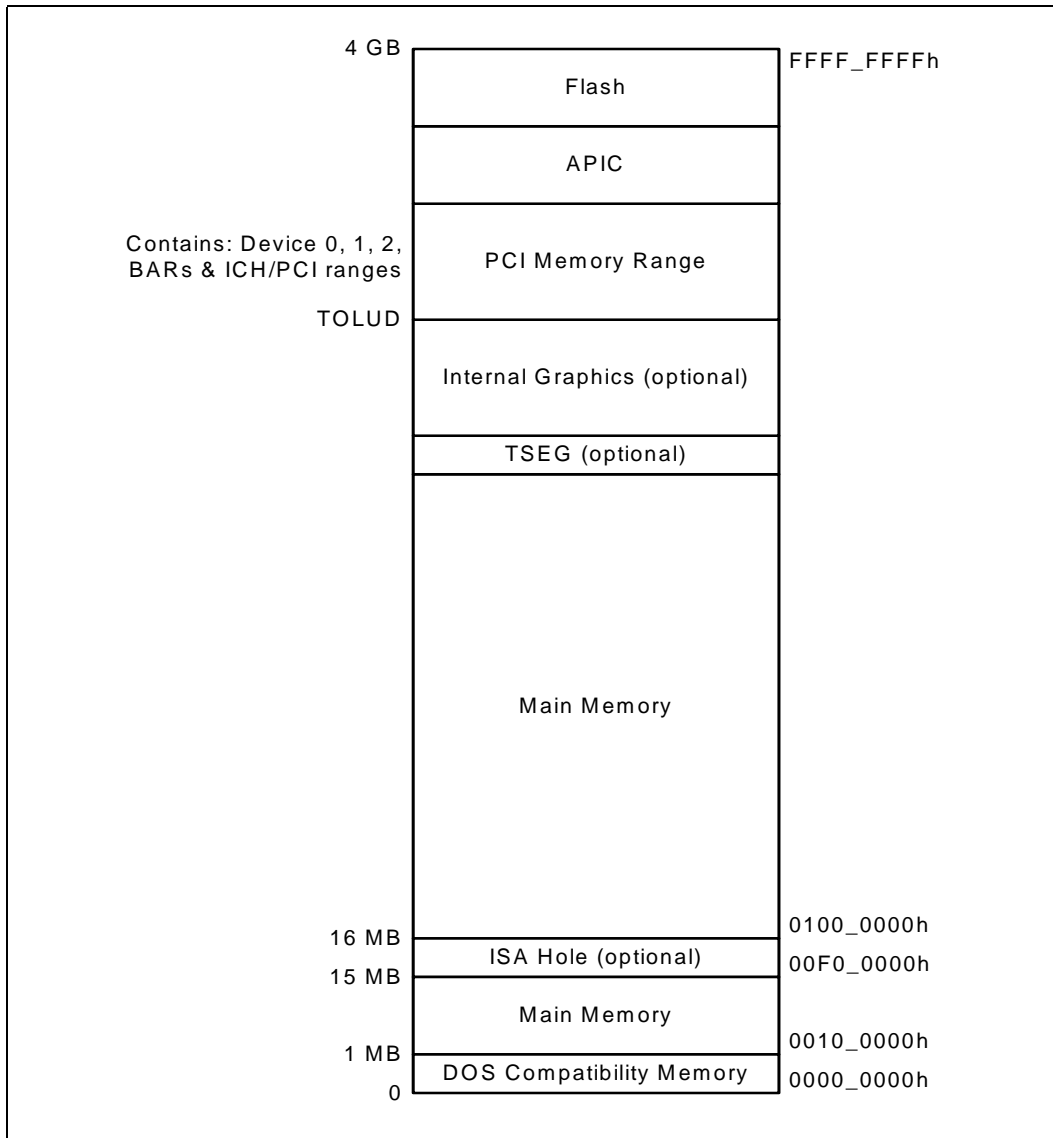 4 GB
FFFF_FFFFh
Flash
APIC
Contains: Device 0, 1, 2,
BARs & ICH/PCI ranges
PCI Memory Range
TOLUD
Internal Graphics (optional)
TSEG (optional)
Main Memory
0100_0000h
16 MB
ISA Hole (optional)
00F0_0000h
15 MB
Main Memory
0010_0000h
1 MB
DOS Compatibility Memory
0000_0000h
0